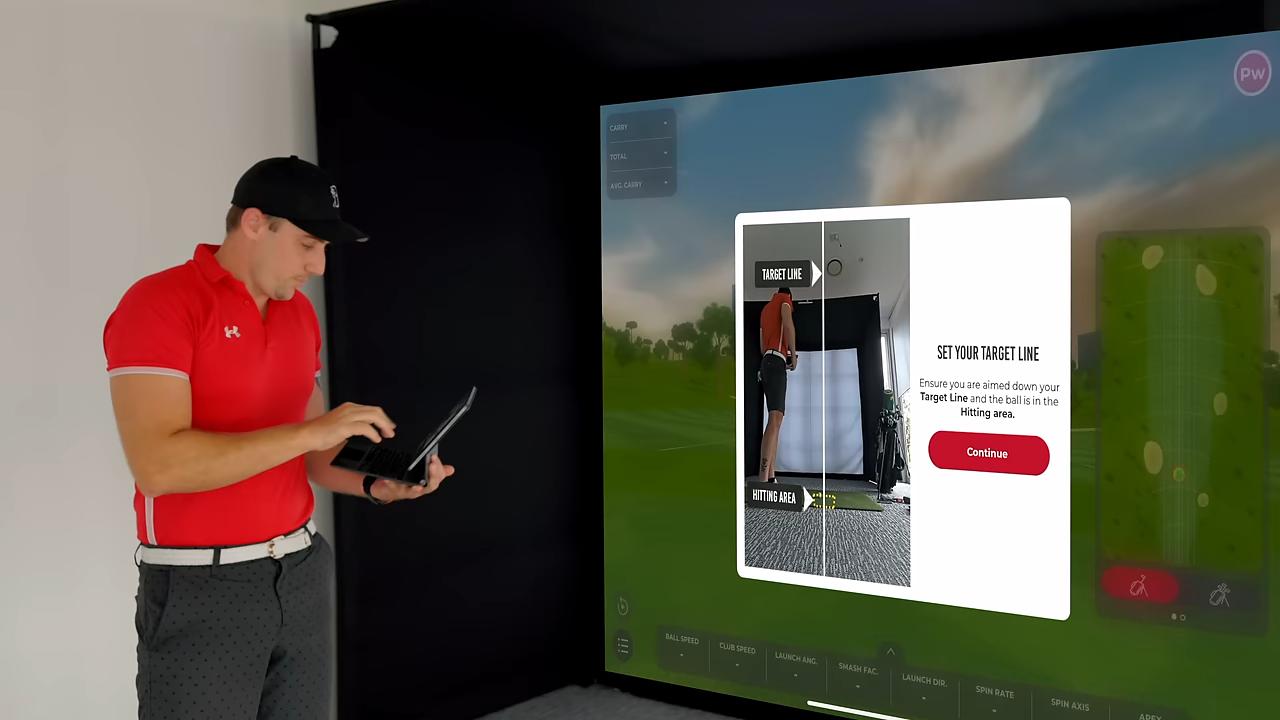 PW
CARRY
TOTAL
AVG. CARRY
TARGET LINE
HITTING AREA
SET YOUR TARGET LINE
Ensure you are aimed down your
Target Line and the ball is in the
Hitting area.
Continue
BALL SPEED
CLUB SPEED
LAUNCH ANG.
SMASH FAC.
LAUNCH DIR.
SPIN RATE
SPIN AXIS
APEX